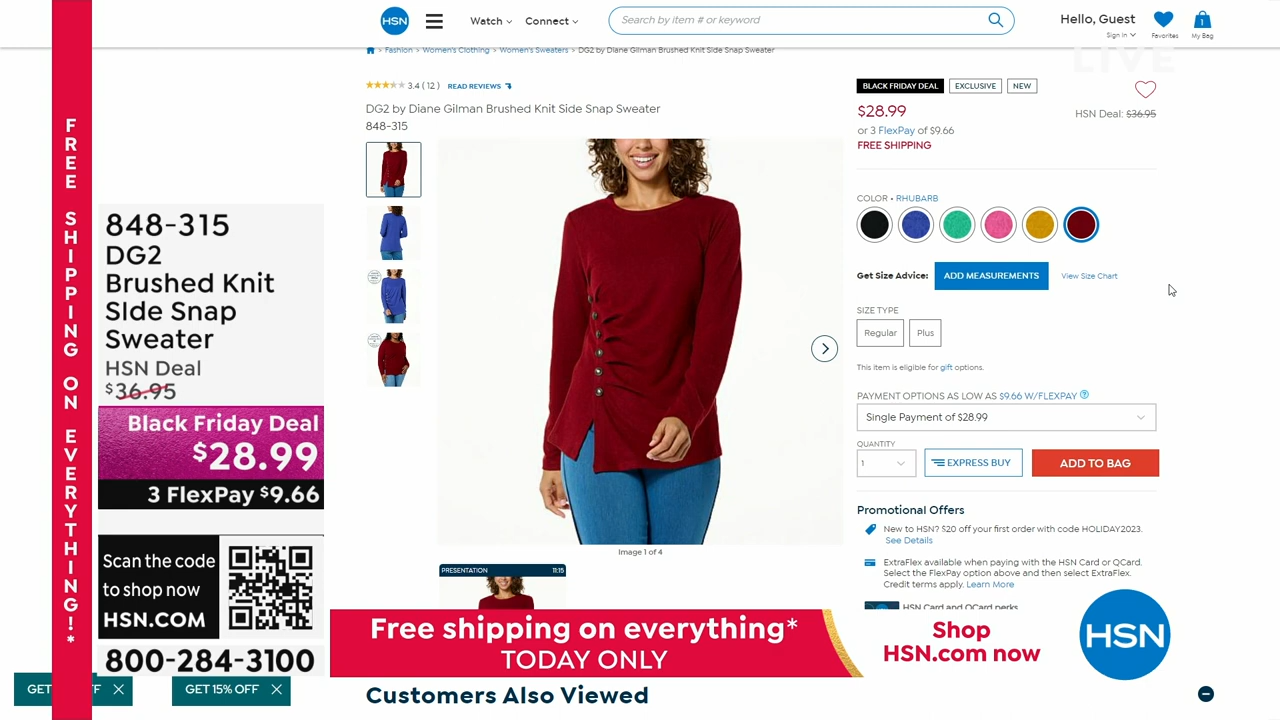 HSN
Watch
Connect
Search by item # or keyword
Hello, Guest
Sign In
Favorites
1
My Bag
LIVE
> Fashion > Women's Clothing > Women's Sweaters > DG2 by Diane Gilman Brushed Knit Side Snap Sweater
3.4 ( 12 ) READ REVIEWS
DG2 by Diane Gilman Brushed Knit Side Snap Sweater
848-315
BLACK FRIDAY DEAL
EXCLUSIVE
NEW
$28.99
HSN Deal: $36.95
or 3 FlexPay of $9.66
FREE SHIPPING
COLOR • RHUBARB
Get Size Advice:
ADD MEASUREMENTS
View Size Chart
SIZE TYPE
Regular
Plus
This item is eligible for gift options.
PAYMENT OPTIONS AS LOW AS $9.66 W/FLEXPAY
Single Payment of $28.99
QUANTITY
1
EXPRESS BUY
ADD TO BAG
Promotional Offers
New to HSN? $20 off your first order with code HOLIDAY2023.
See Details
ExtraFlex available when paying with the HSN Card or QCard.
Select the FlexPay option above and then select ExtraFlex.
Credit terms apply. Learn More
HSN Card and QCard perks
Image 1 of 4
PRESENTATION 11:15
FREE SHIPPING ON EVERYTHING!*
848-315
DG2
Brushed Knit
SIde Snap
Sweater
HSN Deal
$36.95
Black Friday Deal
$28.99
3 FlexPay $9.66
Scan the code
to shop now
HSN.COM
800-284-3100
GET FF
GET 15% OFF
Free shipping on everything*
TODAY ONLY
Shop
HSN.com now
HSN
Customers Also Viewed